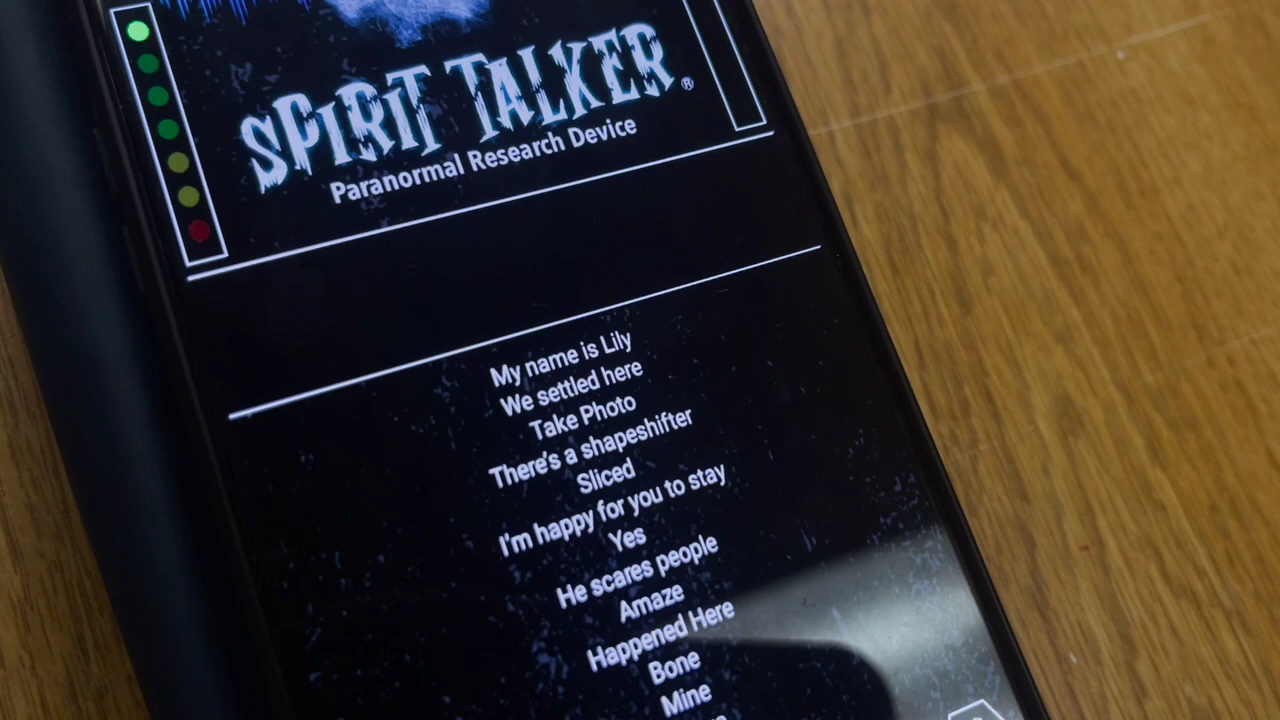 SPIRIT TALKER®
Paranormal Research Device
My name is Lily
We settled here
Take Photo
There's a shapeshifter
Sliced
I'm happy for you to stay
Yes
He scares people
Amaze
Happened Here
Bone
Mine